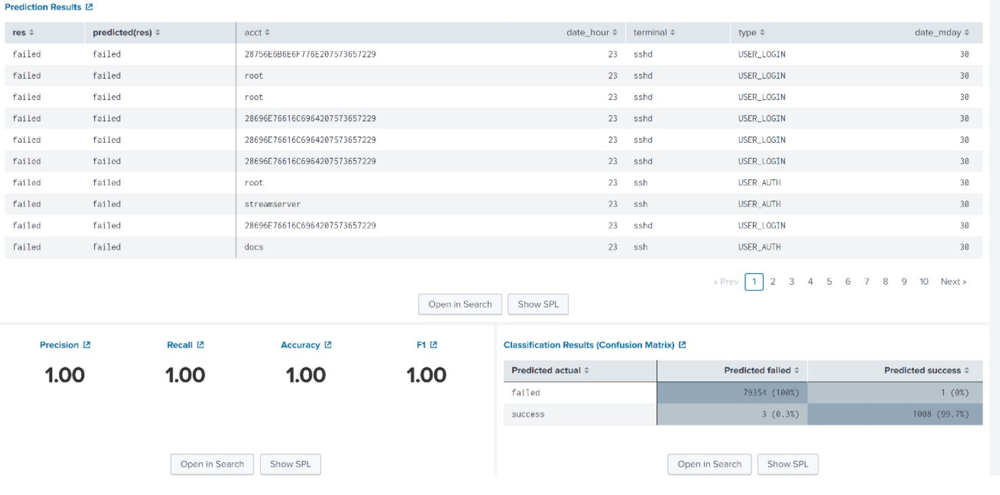 Prediction Results
res predicted(res) acct date_hour terminal type date_mday
failed failed 28756E6B6E6F776E207573657229 23 sshd USER_LOGIN 30
failed failed root 23 sshd USER_LOGIN 30
failed failed root 23 sshd USER_LOGIN 30
failed failed 28696E76616C6964207573657229 23 sshd USER_LOGIN 30
failed failed 28696E76616C6964207573657229 23 sshd USER_LOGIN 30
failed failed 28696E76616C6964207573657229 23 sshd USER_LOGIN 30
failed failed root 23 ssh USER_AUTH 30
failed failed streamserver 23 ssh USER_AUTH 30
failed failed 28696E76616C6964207573657229 23 sshd USER_LOGIN 30
failed failed docs 23 ssh USER_AUTH 30
« Prev 1 2 3 4 5 6 7 8 9 10 Next »
Open in Search Show SPL
Precision Recall Accuracy F1
1.00 1.00 1.00 1.00
Open in Search Show SPL
Classification Results (Confusion Matrix)
Predicted actual Predicted failed Predicted success
failed 79354 (100%) 1 (0%)
success 3 (0.3%) 1008 (99.7%)
Open in Search Show SPL